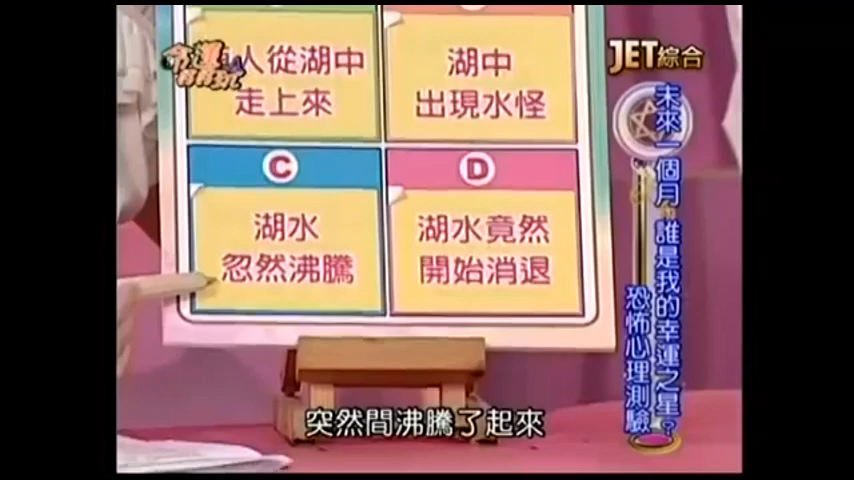 JET綜合
人從湖中
走上來
湖中
出現水怪
C
D
湖水
忽然沸騰
湖水竟然
開始消退
未來一個月,誰是我的幸運之星?
恐怖心理測驗
突然間沸騰了起來